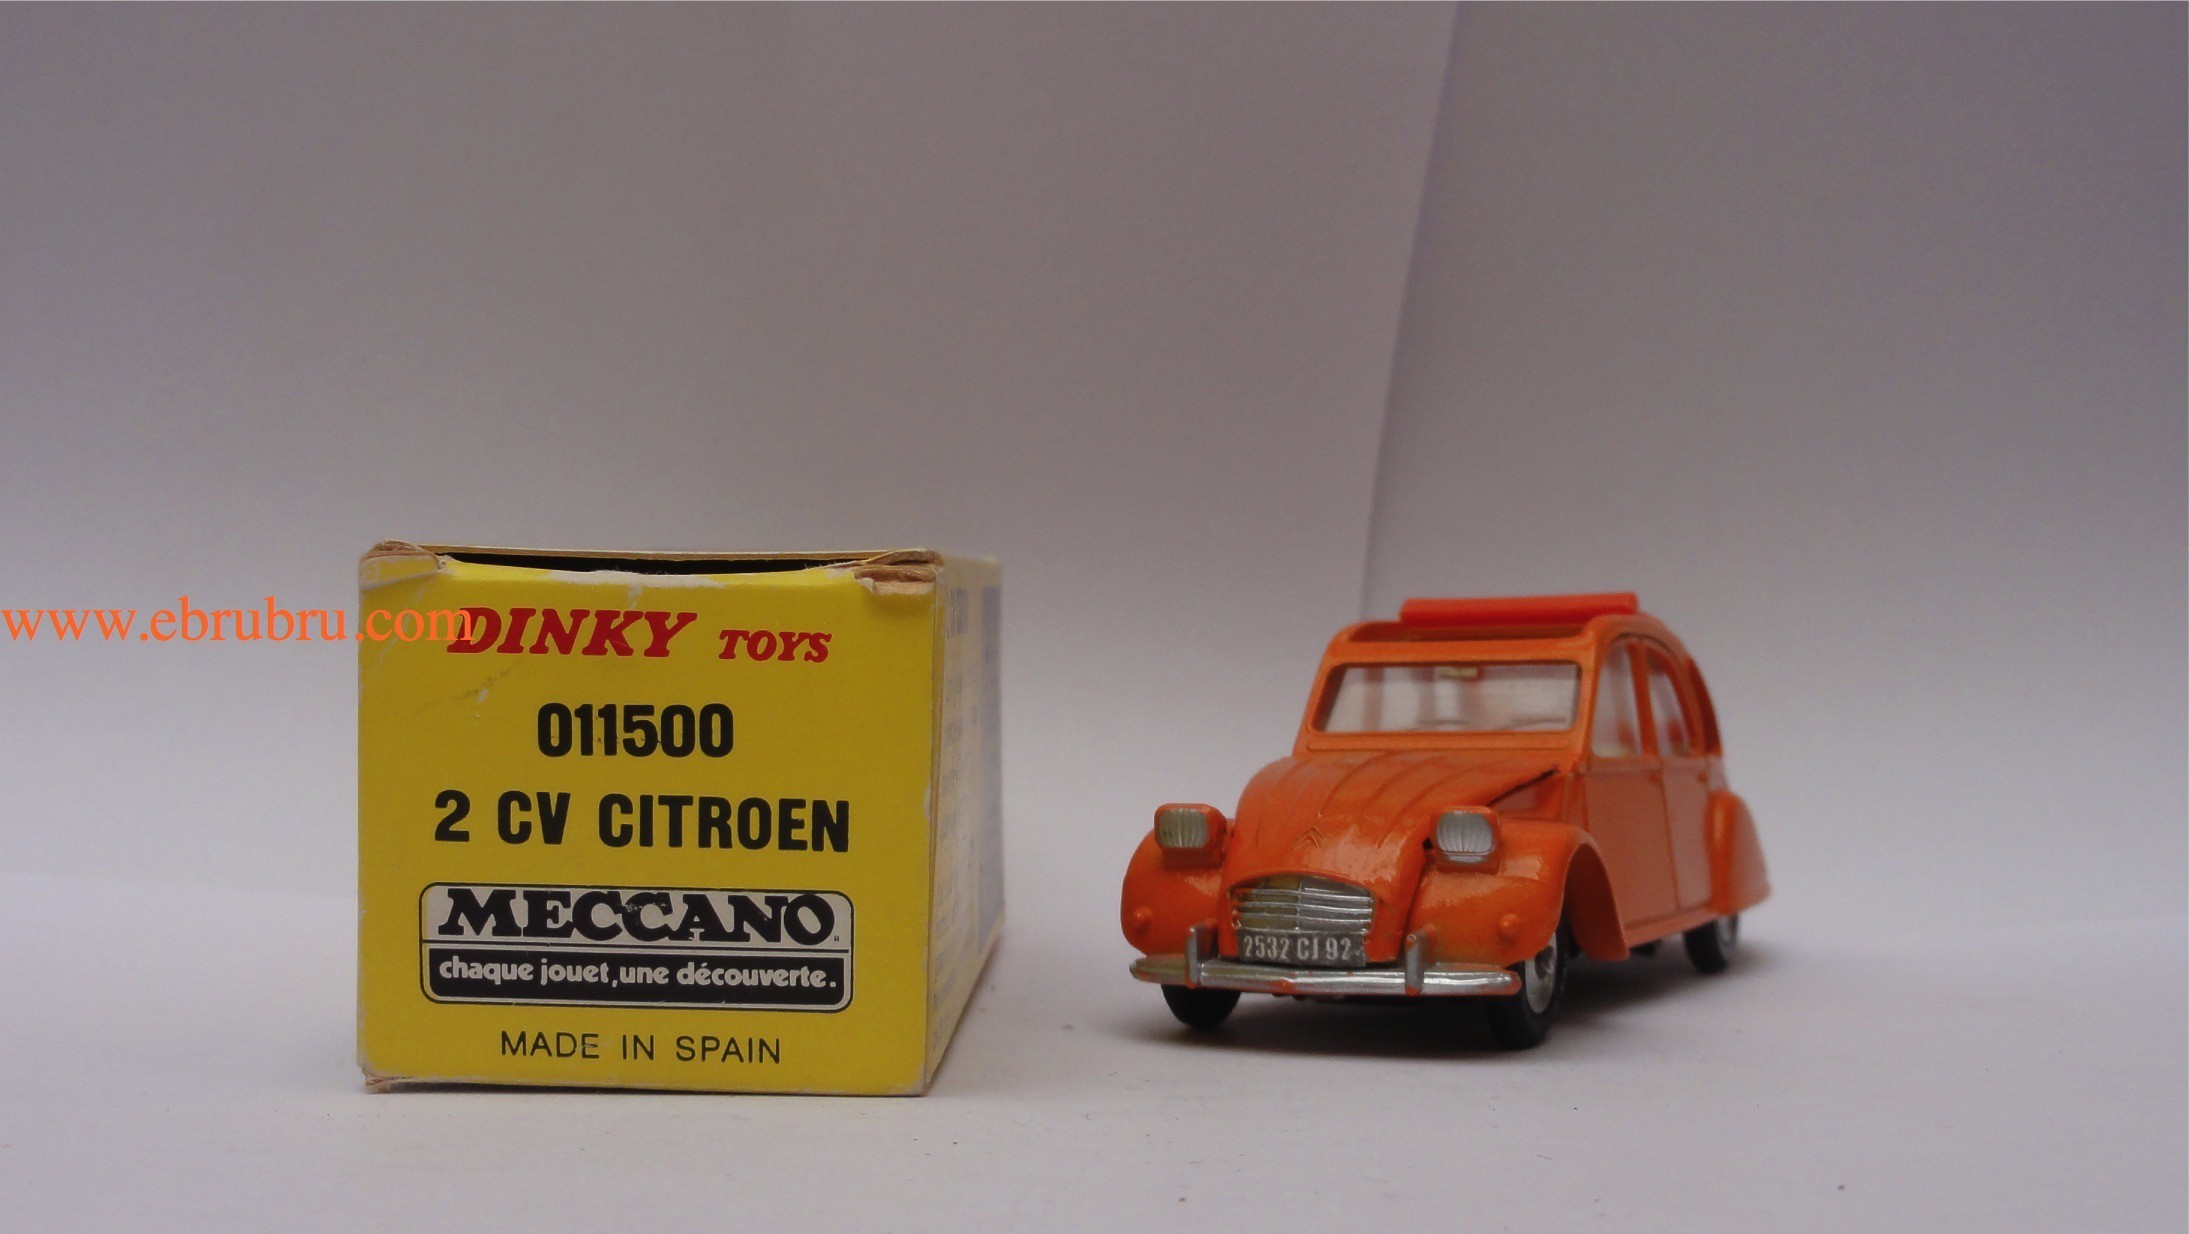 www.ebrubru.com
DINKY TOYS
011500
2 CV CITROEN
MECCANO
chaque jouet, une découverte.
MADE IN SPAIN
2532 CJ 92